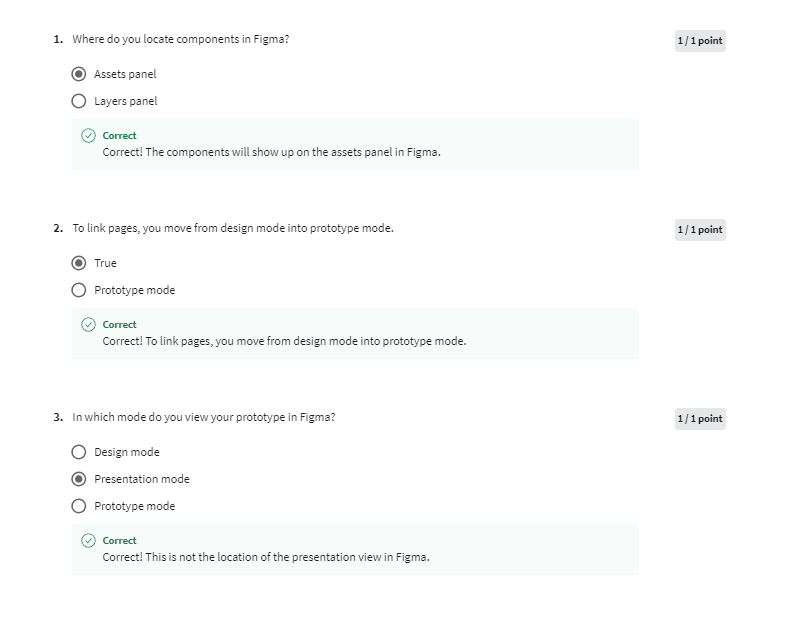 1. Where do you locate components in Figma?
1 / 1 point
Assets panel
Layers panel
Correct
Correct! The components will show up on the assets panel in Figma.
2. To link pages, you move from design mode into prototype mode.
1 / 1 point
True
Prototype mode
Correct
Correct! To link pages, you move from design mode into prototype mode.
3. In which mode do you view your prototype in Figma?
1 / 1 point
Design mode
Presentation mode
Prototype mode
Correct
Correct! This is not the location of the presentation view in Figma.